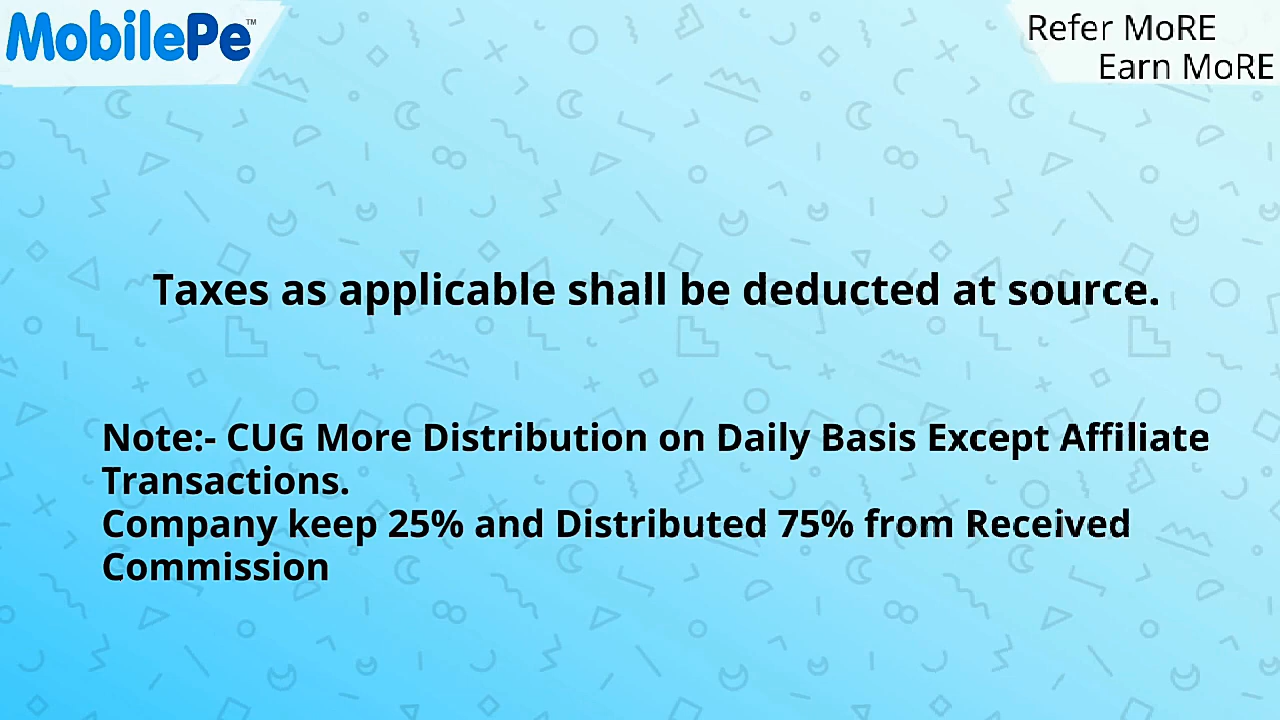 MobilePe™
Refer MoRE
Earn MoRE
Taxes as applicable shall be deducted at source.
Note:- CUG More Distribution on Daily Basis Except Affiliate
Transactions.
Company keep 25% and Distributed 75% from Received
Commission